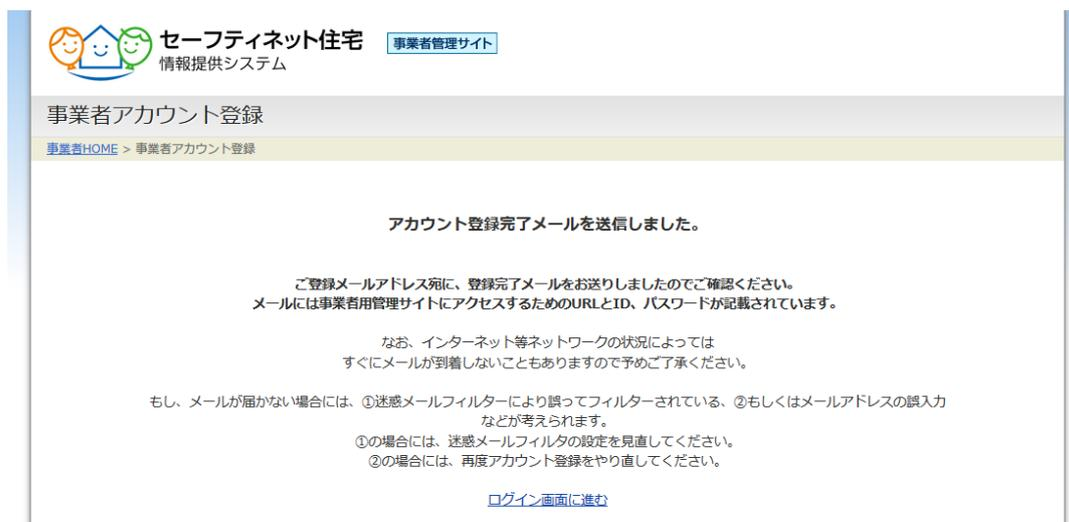 セーフティネット住宅
情報提供システム
事業者管理サイト
事業者アカウント登録
事業者HOME > 事業者アカウント登録
アカウント登録完了メールを送信しました。
ご登録メールアドレス宛に、登録完了メールをお送りしましたのでご確認ください。
メールには事業者用管理サイトにアクセスするためのURLとID、パスワードが記載されています。
なお、インターネット等ネットワークの状況によっては
すぐにメールが到着しないこともありますので予めご了承ください。
もし、メールが届かない場合には、①迷惑メールフィルターにより誤ってフィルターされている、②もしくはメールアドレスの誤入力
などが考えられます。
①の場合には、迷惑メールフィルタの設定を見直してください。
②の場合には、再度アカウント登録をやり直してください。
ログイン画面に進む